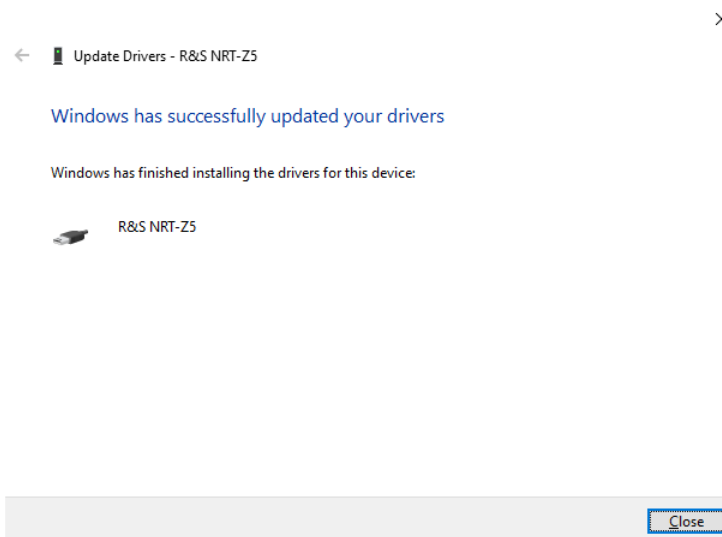 Update Drivers - R&S NRT-Z5
Windows has successfully updated your drivers
Windows has finished installing the drivers for this device:
R&S NRT-Z5
Close